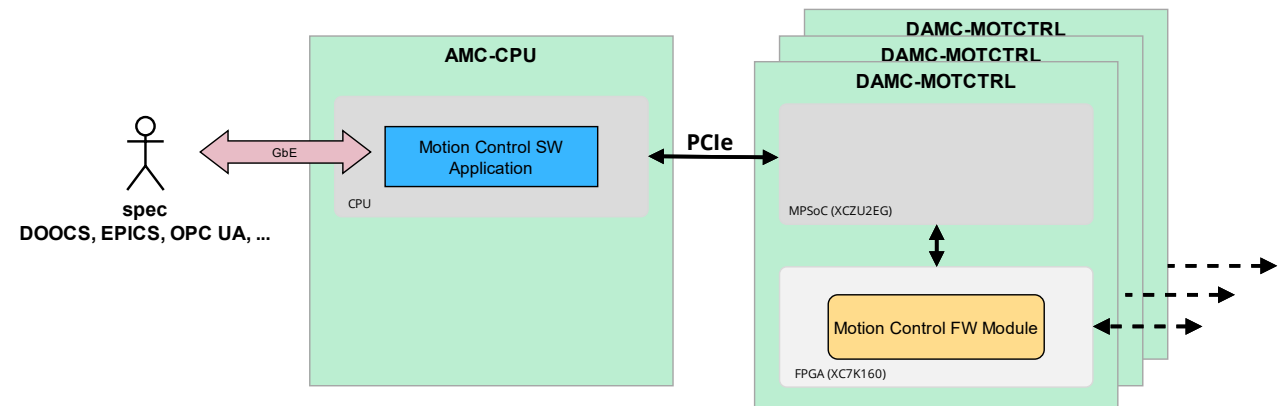 DAMC-MOTCTRL
DAMC-MOTCTRL
DAMC-MOTCTRL
AMC-CPU
PCIe
GbE
Motion Control SW
Application
CPU
MPSoC (XCZU2EG)
spec
DOOCS, EPICS, OPC UA, ...
Motion Control FW Module
FPGA (XC7K160)